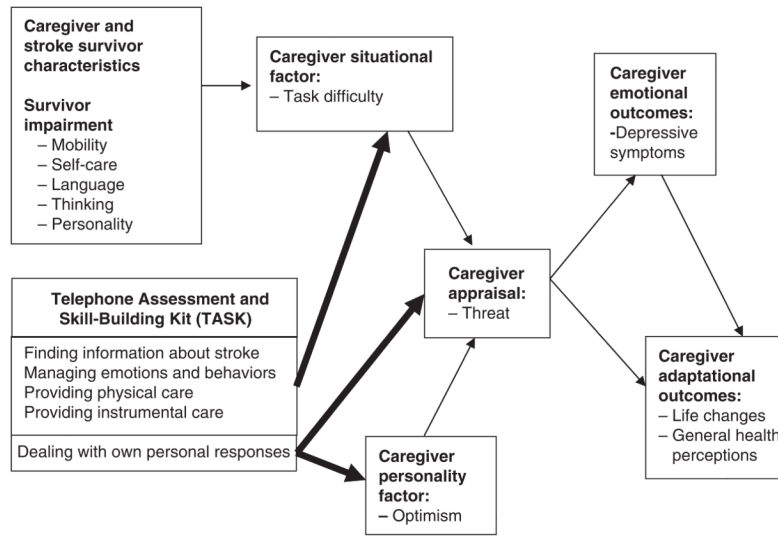 Caregiver and
stroke survivor
characteristics
Survivor
impairment
– Mobility
– Self-care
– Language
– Thinking
– Personality
Caregiver situational
factor:
– Task difficulty
Caregiver
emotional
outcomes:
-Depressive
symptoms
Telephone Assessment and
Skill-Building Kit (TASK)
Finding information about stroke
Managing emotions and behaviors
Providing physical care
Providing instrumental care
Dealing with own personal responses
Caregiver
appraisal:
– Threat
Caregiver
personality
factor:
– Optimism
Caregiver
adaptational
outcomes:
– Life changes
– General health
perceptions